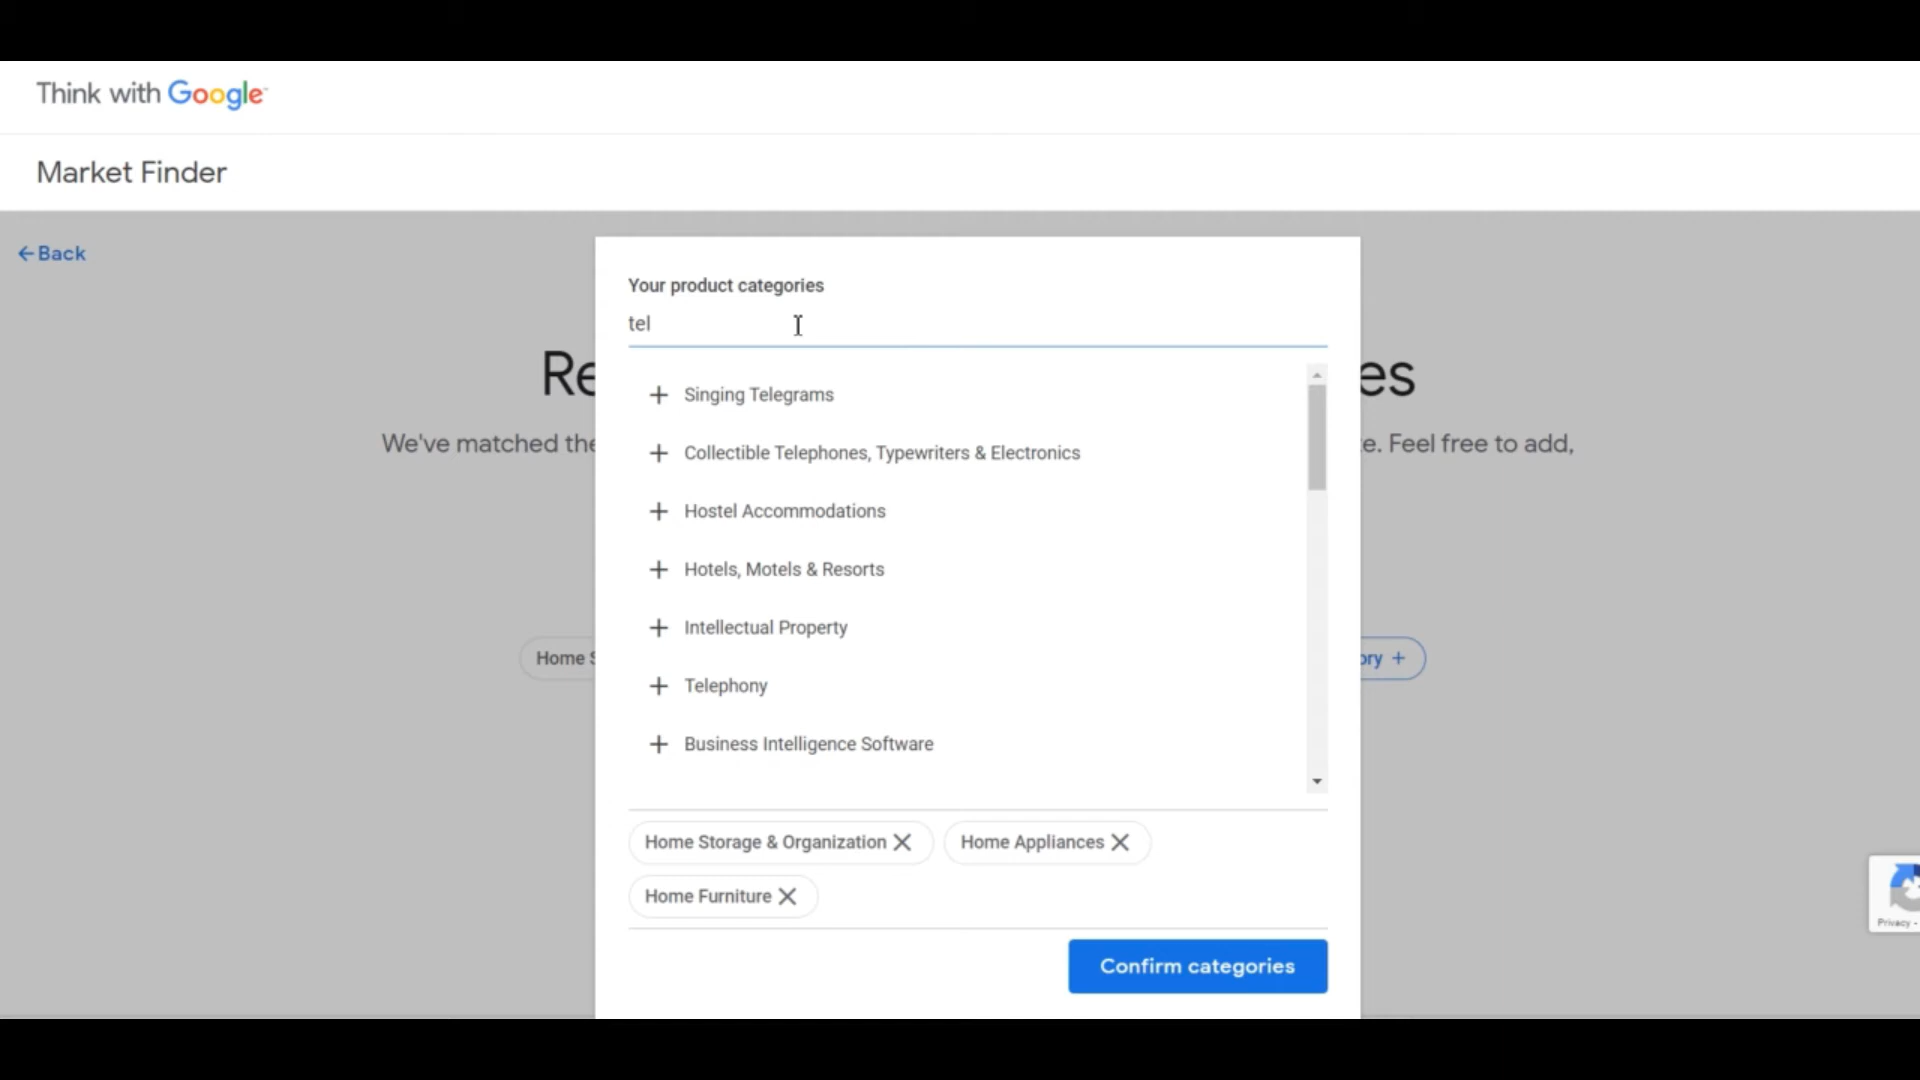 Think with Google
Market Finder
Back
Your product categories
tel
Re
es
We've matched the
e. Feel free to add,
Singing Telegrams
Collectible Telephones, Typewriters & Electronics
Hostel Accommodations
Hotels, Motels & Resorts
Intellectual Property
Home S
ory +
Telephony
Business Intelligence Software
Home Storage & Organization
Home Appliances
Home Furniture
Privacy -
Confirm categories